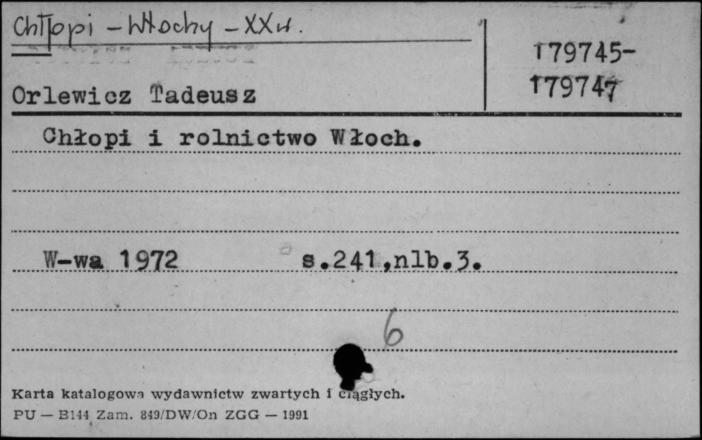 Chłopi - Włochy - XX w.
179745-
179747
Orlewicz Tadeusz
Chłopi i rolnictwo Włoch.
W-wa 1972 s.241,nlb.3.
6
Karta katalogowa wydawnictw zwartych i ciągłych.
PU — B144 Zam. 849/DW/On ZGG — 1991